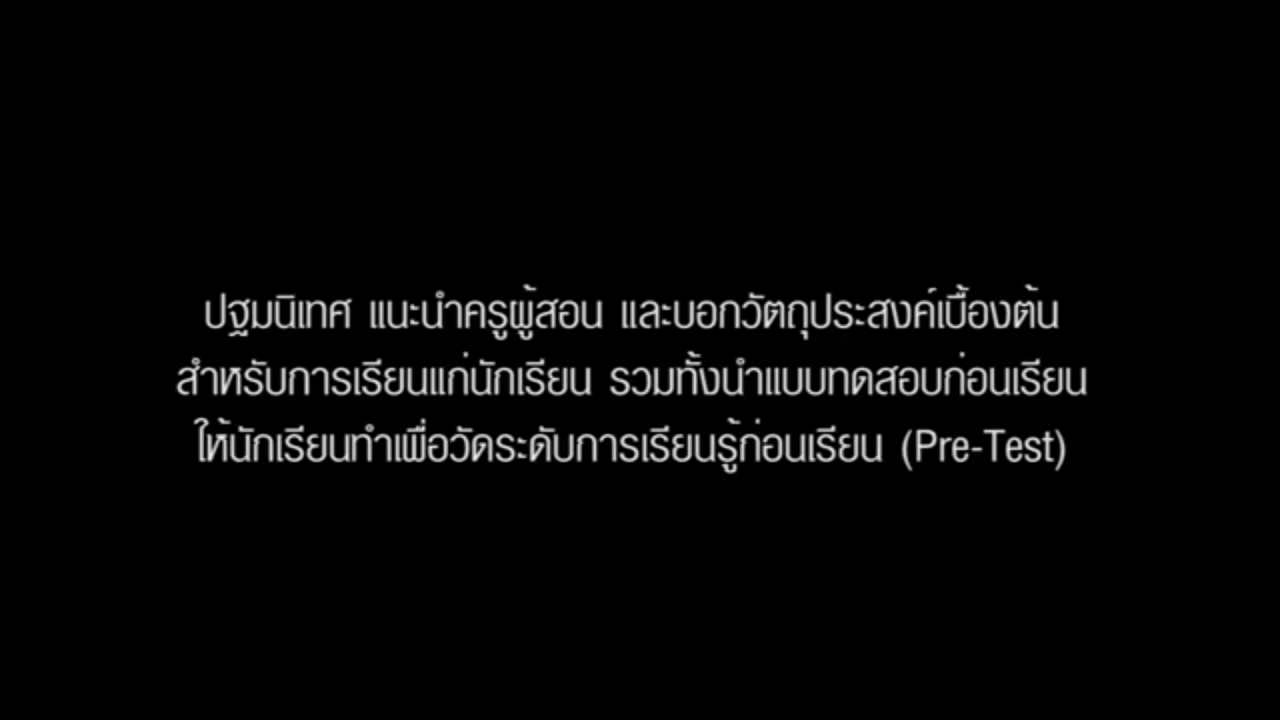 ปฐมนิเทศ แนะนำครูผู้สอน และบอกวัตถุประสงค์เบื้องต้น
สำหรับการเรียนแก่นักเรียน รวมทั้งนำแบบทดสอบก่อนเรียน
ให้นักเรียนทำเพื่อวัดระดับการเรียนรู้ก่อนเรียน (Pre-Test)